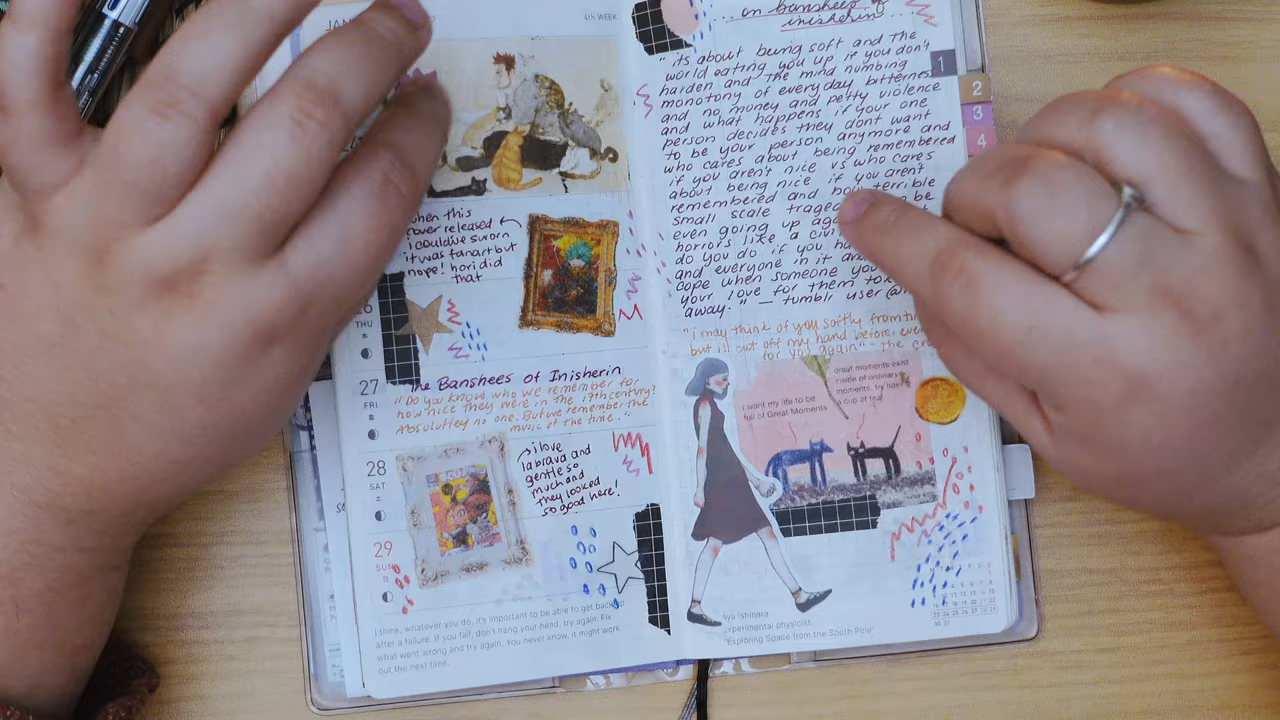 JAN
4th WEEK
when this
cover released
i could've sworn
it was fanart but
nope! hori did
that
THU
27
FRI
The Banshees of Inisherin
"Do you know who we remember for
how nice they were in the 17th century?
Absolutley no one. But we remember the
music of the time."
28
SAT
i love
la brava and
gentle so
much and
they looked
so good here!
29
SUN
I think, whatever you do, it's important to be able to get back up
after a failure. If you fall, don't hang your head, try again. Fix
what went wrong and try again. You never know, it might work
out the next time.
...on banshees of
inisherin...
"its about being soft and the
world eating you up if you don't
harden and the mind numbing
monotony of everyday bitterness
and no money and petty violence
and what happens if your one
person decides they don't want
to be your person anymore and
who cares about being remembered
if you aren't nice vs who cares
about being nice if you aren't
remembered and how terrible
small scale be
even going up
horrors like a
do you do if you
and everyone in it
cope when someone
your love for them
away." — tumblr user
"i may think of you softly from
but i'll cut off my hand before
for you again" - the
i want my life to be
full of Great Moments
great moments exist
inside of ordinary
moments. try having
a cup of tea
1
2
3
4
Ishihara
experimental physicist
"Exploring Space from the South Pole"